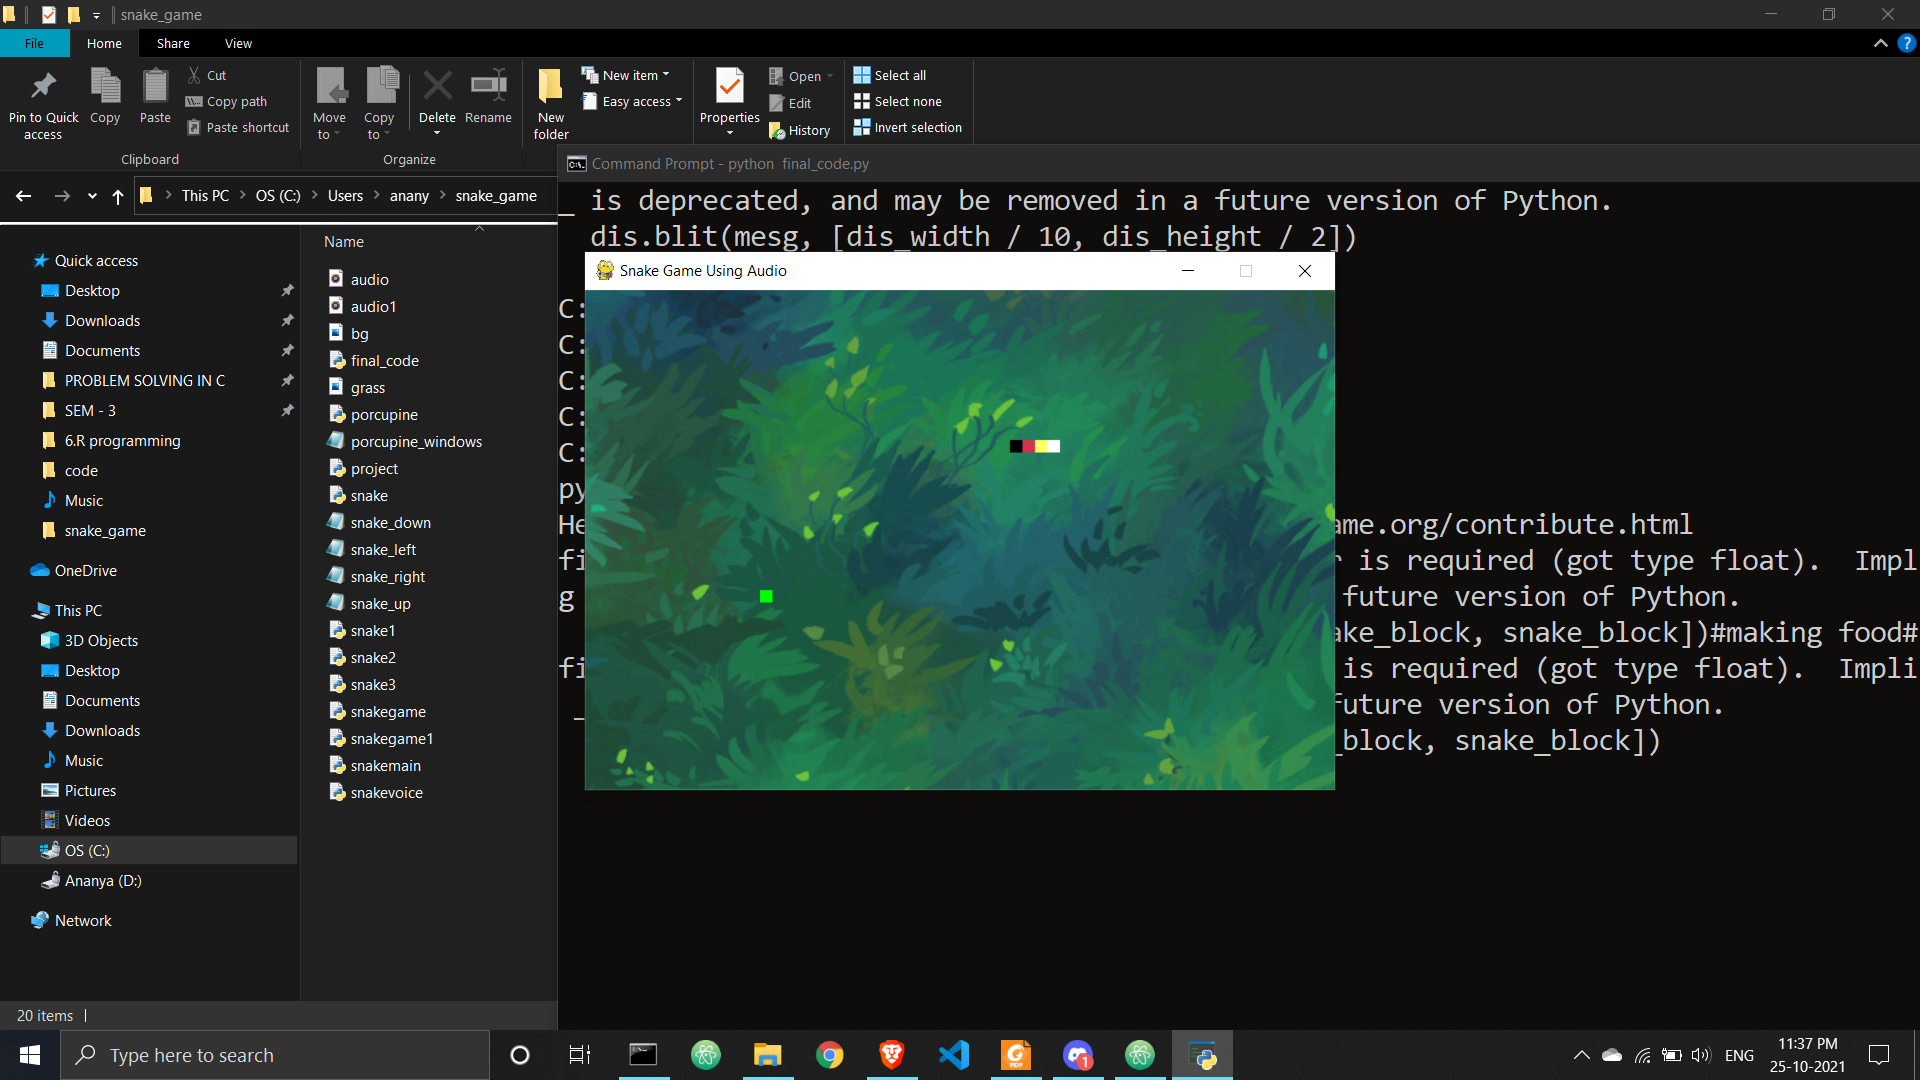 snake_game
File
Home
Share
View
Pin to Quick access
Copy
Paste
Cut
Copy path
Paste shortcut
Clipboard
Move to
Copy to
Delete
Rename
Organize
New folder
New item
Easy access
Properties
Open
Edit
History
Select all
Select none
Invert selection
This PC > OS (C:) > Users > anany > snake_game
Quick access
Desktop
Downloads
Documents
PROBLEM SOLVING IN C
SEM - 3
6.R programming
code
Music
snake_game
OneDrive
This PC
3D Objects
Desktop
Documents
Downloads
Music
Pictures
Videos
OS (C:)
Ananya (D:)
Network
Name
audio
audio1
bg
final_code
grass
porcupine
porcupine_windows
project
snake
snake_down
snake_left
snake_right
snake_up
snake1
snake2
snake3
snakegame
snakegame1
snakemain
snakevoice
20 items
Command Prompt - python  final_code.py
_ is deprecated, and may be removed in a future version of Python.
dis.blit(mesg, [dis_width / 10, dis_height / 2])
Snake Game Using Audio
C:
C:
C:
C:
C:
py
He ame.org/contribute.html
fi r is required (got type float).  Impl
g future version of Python.
ake_block, snake_block])#making food#
fi is required (got type float).  Impli
_ future version of Python.
_block, snake_block])
Type here to search
PDF
1
ENG
11:37 PM
25-10-2021